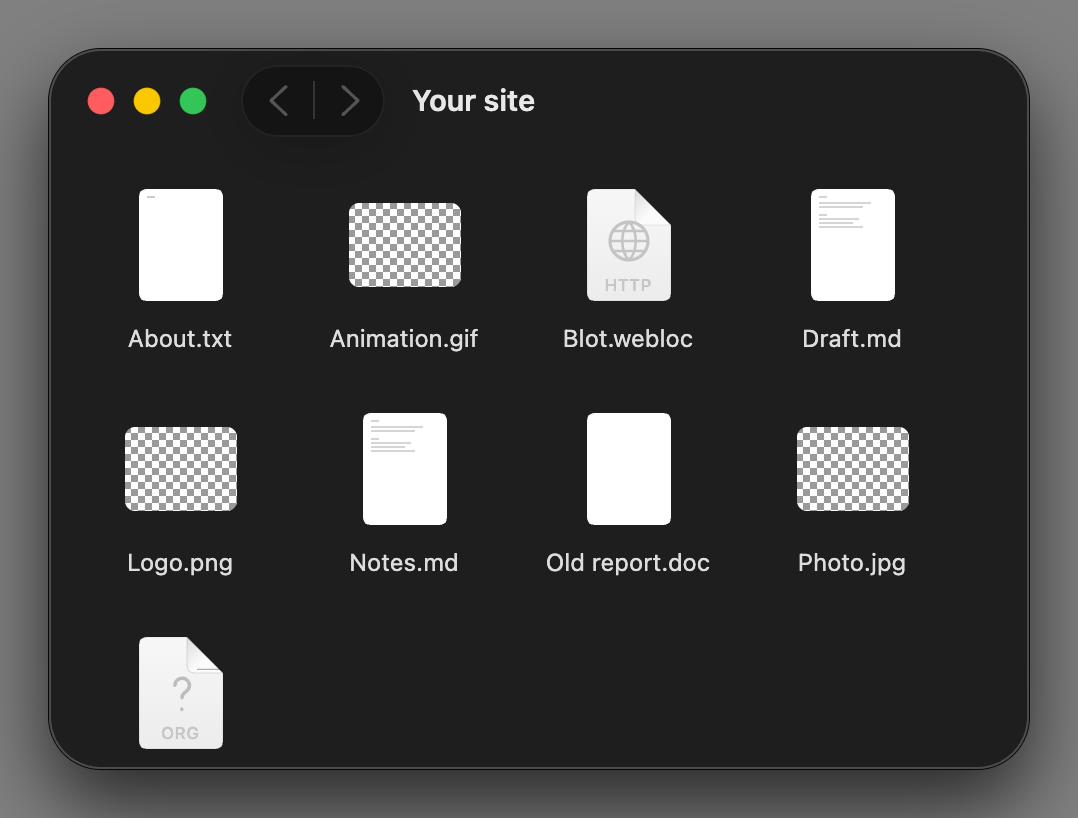 Your site
HTTP
About.txt
Animation.gif
Blot.webloc
Draft.md
Logo.png
Notes.md
Old report.doc
Photo.jpg
?
ORG